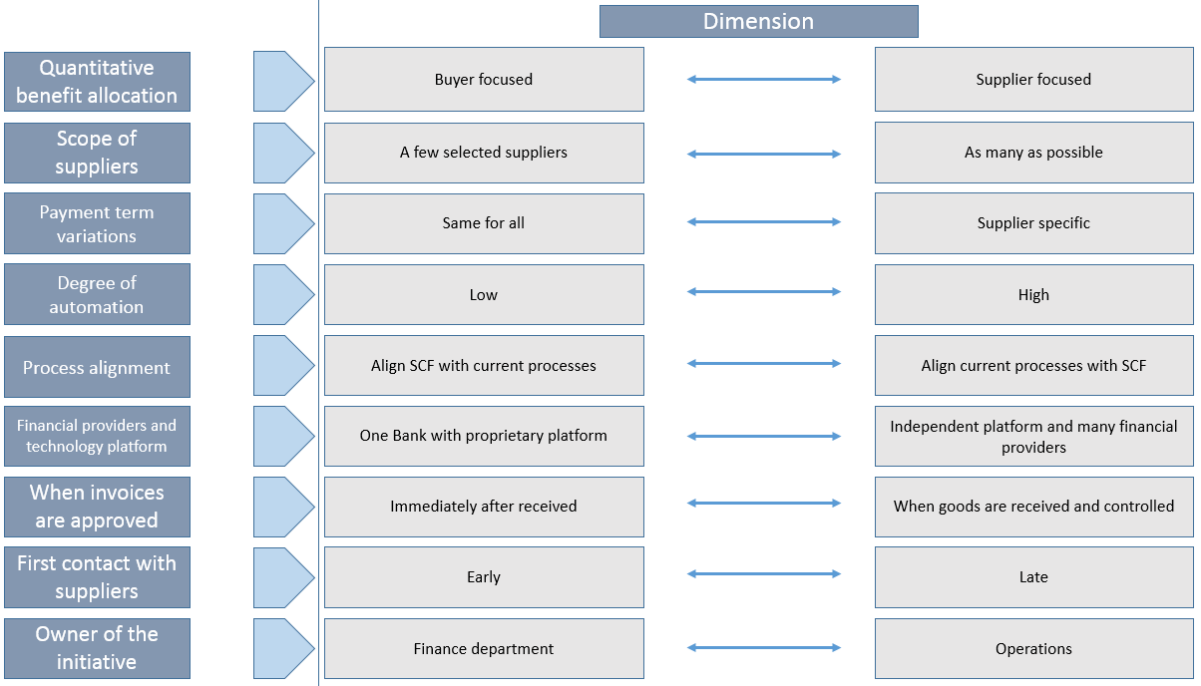 Dimension
Quantitative
benefit allocation
Buyer focused
Supplier focused
Scope of
suppliers
A few selected suppliers
As many as possible
Payment term
variations
Same for all
Supplier specific
Degree of
automation
Low
High
Process alignment
Align SCF with current processes
Align current processes with SCF
Financial providers and
technology platform
One Bank with proprietary platform
Independent platform and many financial
providers
When invoices
are approved
Immediately after received
When goods are received and controlled
First contact with
suppliers
Early
Late
Owner of the
initiative
Finance department
Operations